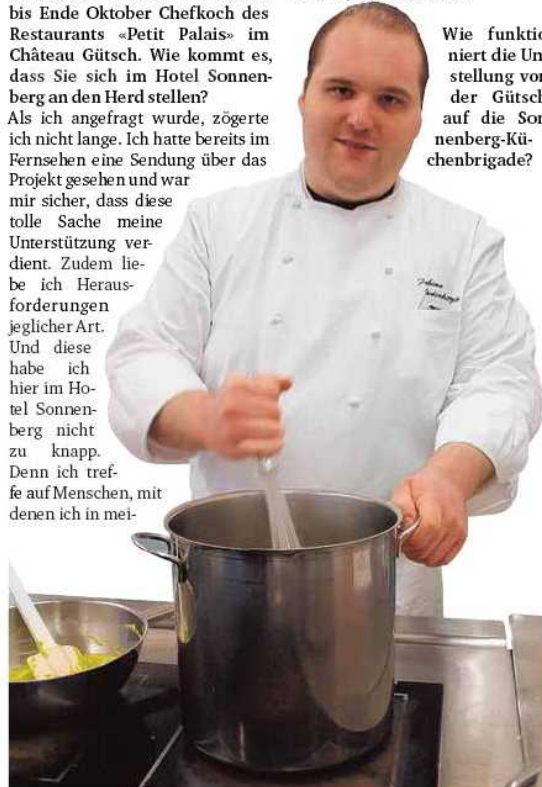 bis Ende Oktober Chefkoch des
Restaurants «Petit Palais» im
Château Gütsch. Wie kommt es,
dass Sie sich im Hotel Sonnen-
berg an den Herd stellen?
Als ich angefragt wurde, zögerte
ich nicht lange. Ich hatte bereits im
Fernsehen eine Sendung über das
Projekt gesehen und war
mir sicher, dass diese
tolle Sache meine
Unterstützung ver-
dient. Zudem lie-
be ich Heraus-
forderungen
jeglicher Art.
Und diese
habe ich
hier im Ho-
tel Sonnen-
berg nicht
zu knapp.
Denn ich tref-
fe auf Menschen, mit
denen ich in mei-
Wie funktio
niert die Um
stellung von
der Gütsch
auf die Son
nenberg-Kü-
chenbrigade?